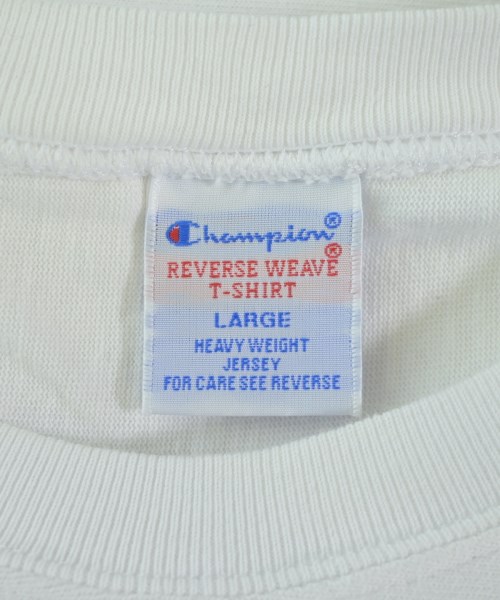 Champion®
REVERSE WEAVE®
T-SHIRT
LARGE
HEAVY WEIGHT
JERSEY
FOR CARE SEE REVERSE